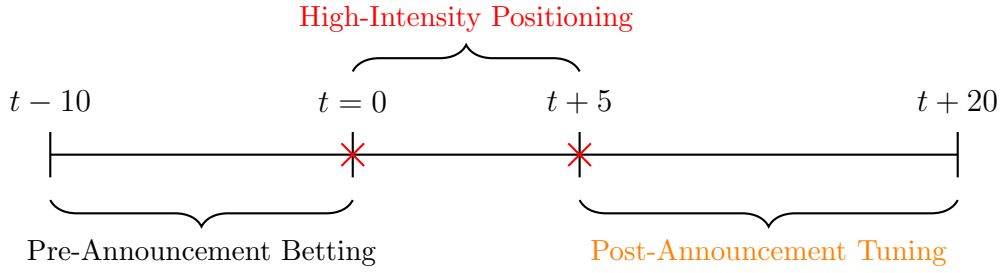 High-Intensity Positioning
t − 10 t = 0 t + 5 t + 20
Pre-Announcement Betting Post-Announcement Tuning